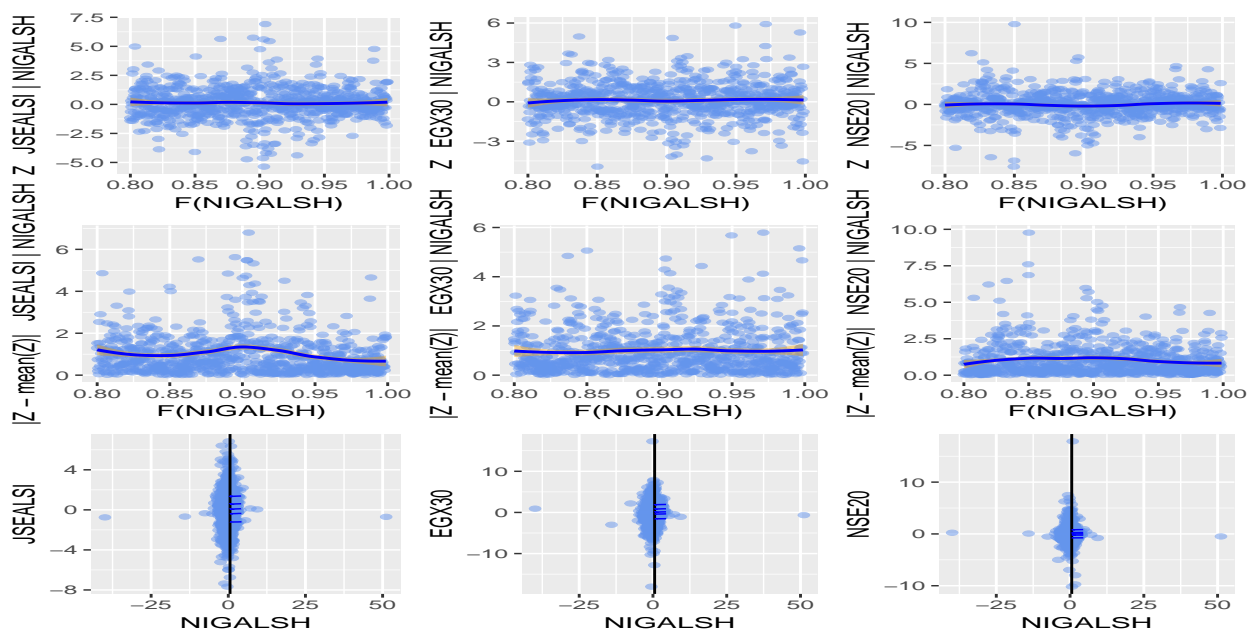 Z JSEALSI | NIGALSH
7.5
5.0
2.5
0.0
−2.5
−5.0
0.80 0.85 0.90 0.95 1.00
F(NIGALSH)
Z EGX30 | NIGALSH
6
3
0
−3
0.80 0.85 0.90 0.95 1.00
F(NIGALSH)
Z NSE20 | NIGALSH
10
5
0
−5
0.80 0.85 0.90 0.95 1.00
F(NIGALSH)
|Z − mean(Z)| JSEALSI | NIGALSH
6
4
2
0
0.80 0.85 0.90 0.95 1.00
F(NIGALSH)
|Z − mean(Z)| EGX30 | NIGALSH
6
4
2
0
0.80 0.85 0.90 0.95 1.00
F(NIGALSH)
|Z − mean(Z)| NSE20 | NIGALSH
10.0
7.5
5.0
2.5
0.0
0.80 0.85 0.90 0.95 1.00
F(NIGALSH)
JSEALSI
4
0
−4
−8
−25 0 25 50
NIGALSH
EGX30
10
0
−10
−25 0 25 50
NIGALSH
NSE20
10
0
−10
−25 0 25 50
NIGALSH